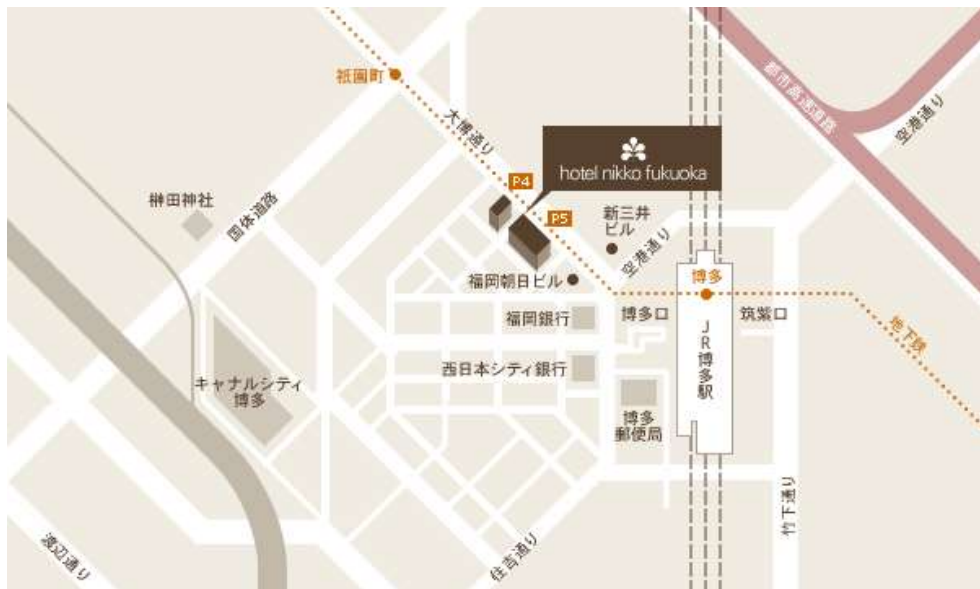 祇園町
大博通り
都市高速道路
空港通り
hotel nikko fukuoka
P4
P5
榊田神社
国体道路
新三井
ビル
空港通り
福岡朝日ビル
博多
福岡銀行
博多口
筑紫口
地下鉄
JR博多駅
西日本シティ銀行
キャナルシティ
博多
博多
郵便局
竹下通り
住吉通り
渡辺通り